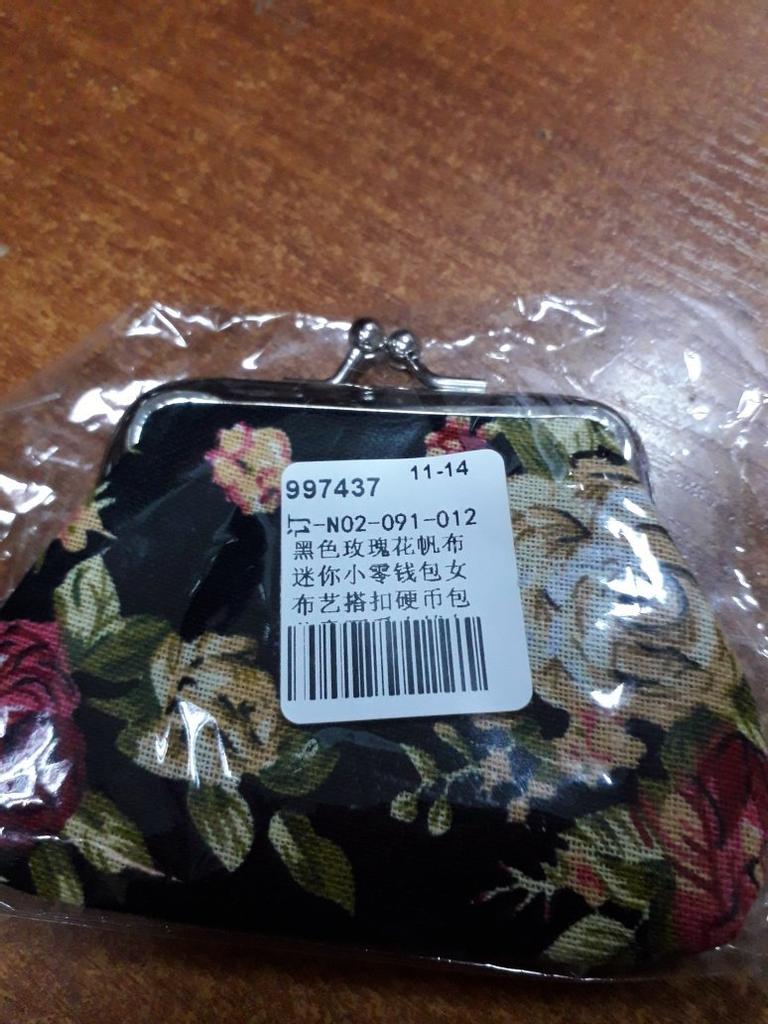 997437 11-14
-N02-091-012
黑色玫瑰花帆布
迷你小零钱包女
布艺搭扣硬币包